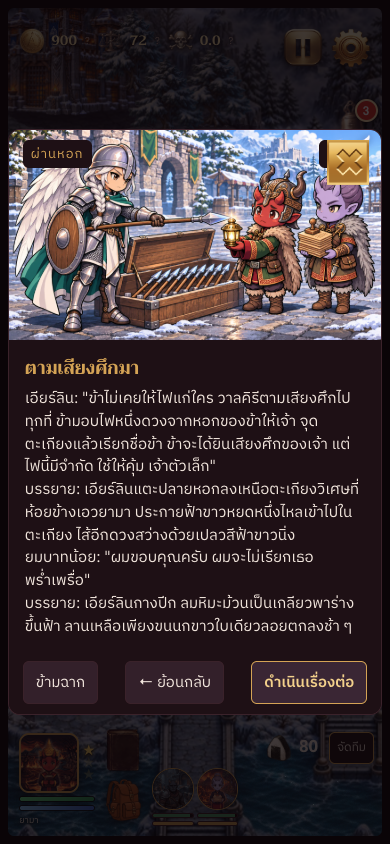 900
72
0.0
3
ผ่านหอก
ตามเสียงศึกมา
เอียร์ลิน: "ข้าไม่เคยให้ไฟแก่ใคร วาลคิรีตามเสียงศึกไป
ทุกที่ ข้ามอบไฟหนึ่งดวงจากหอกของข้าให้เจ้า จุด
ตะเกียงแล้วเรียกชื่อข้า ข้าจะได้ยินเสียงศึกของเจ้า แต่
ไฟนี้มีจำกัด ใช้ให้คุ้ม เจ้าตัวเล็ก"
บรรยาย: เอียร์ลินแตะปลายหอกลงเหนือตะเกียงวิเศษที่
ห้อยข้างเอวยามา ประกายฟ้าขาวหยดหนึ่งไหลเข้าไปใน
ตะเกียง ไส้อีกดวงสว่างด้วยเปลวสีฟ้าขาวนิ่ง
ยมบาทน้อย: "ผมขอบคุณครับ ผมจะไม่เรียกเธอ
พร่ำเพรื่อ"
บรรยาย: เอียร์ลินกางปีก ลมหิมะม้วนเป็นเกลียวพาร่าง
ขึ้นฟ้า ลานเหลือเพียงขนนกขาวใบเดียวลอยตกลงช้า ๆ
ข้ามฉาก
← ย้อนกลับ
ดำเนินเรื่องต่อ
80
จัดทีม
ยามา